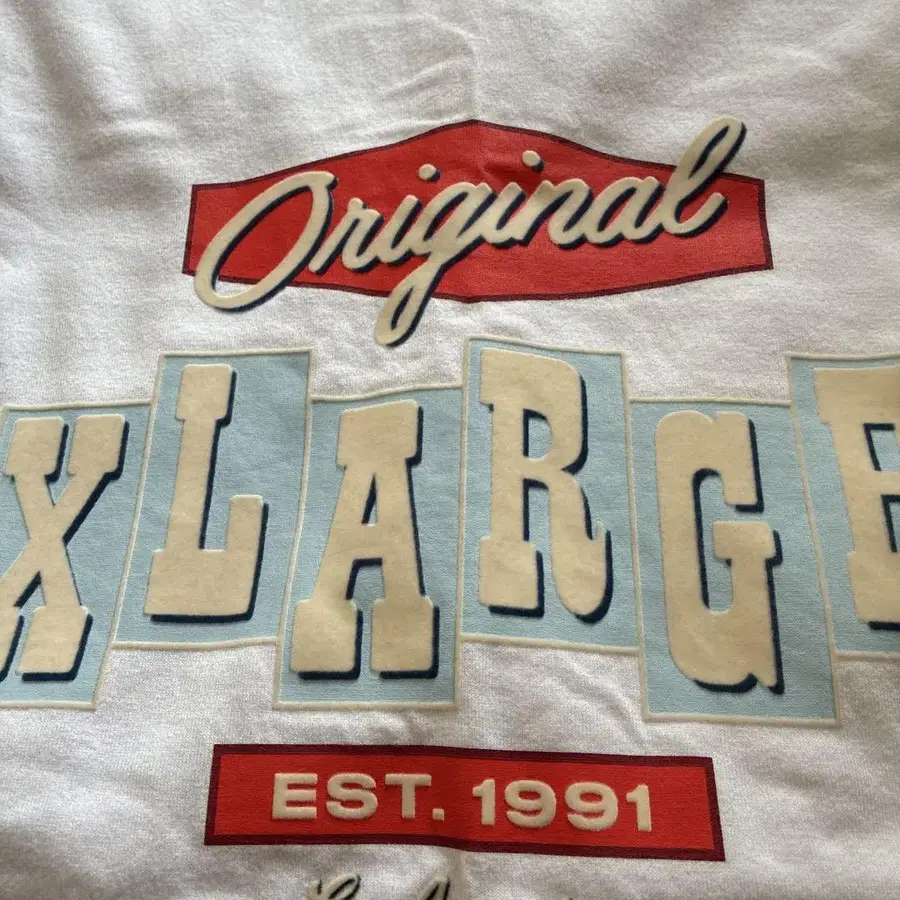 Original
XLARGE
EST. 1991